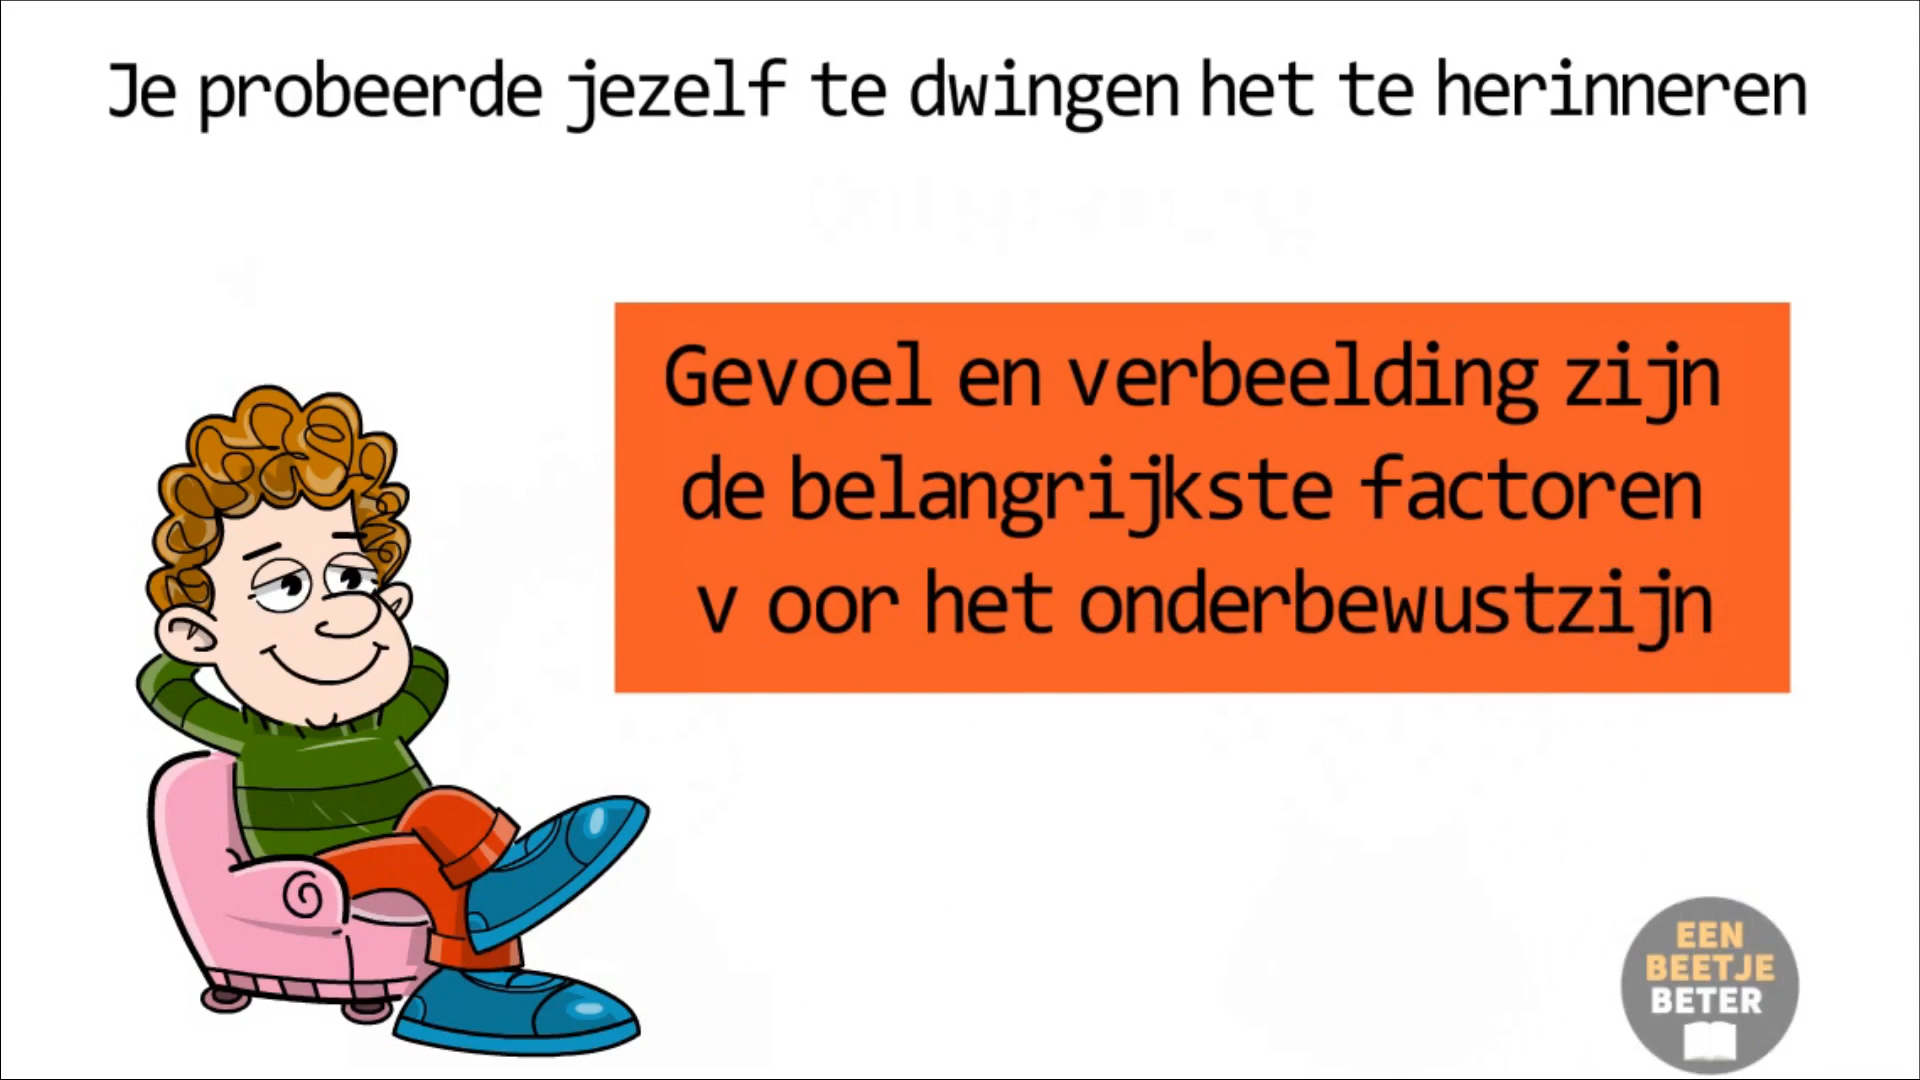 Je probeerde jezelf te dwingen het te herinneren
Gevoel en verbeelding zijn
de belangrijkste factoren
v oor het onderbewustzijn
EEN
BEETJE
BETER